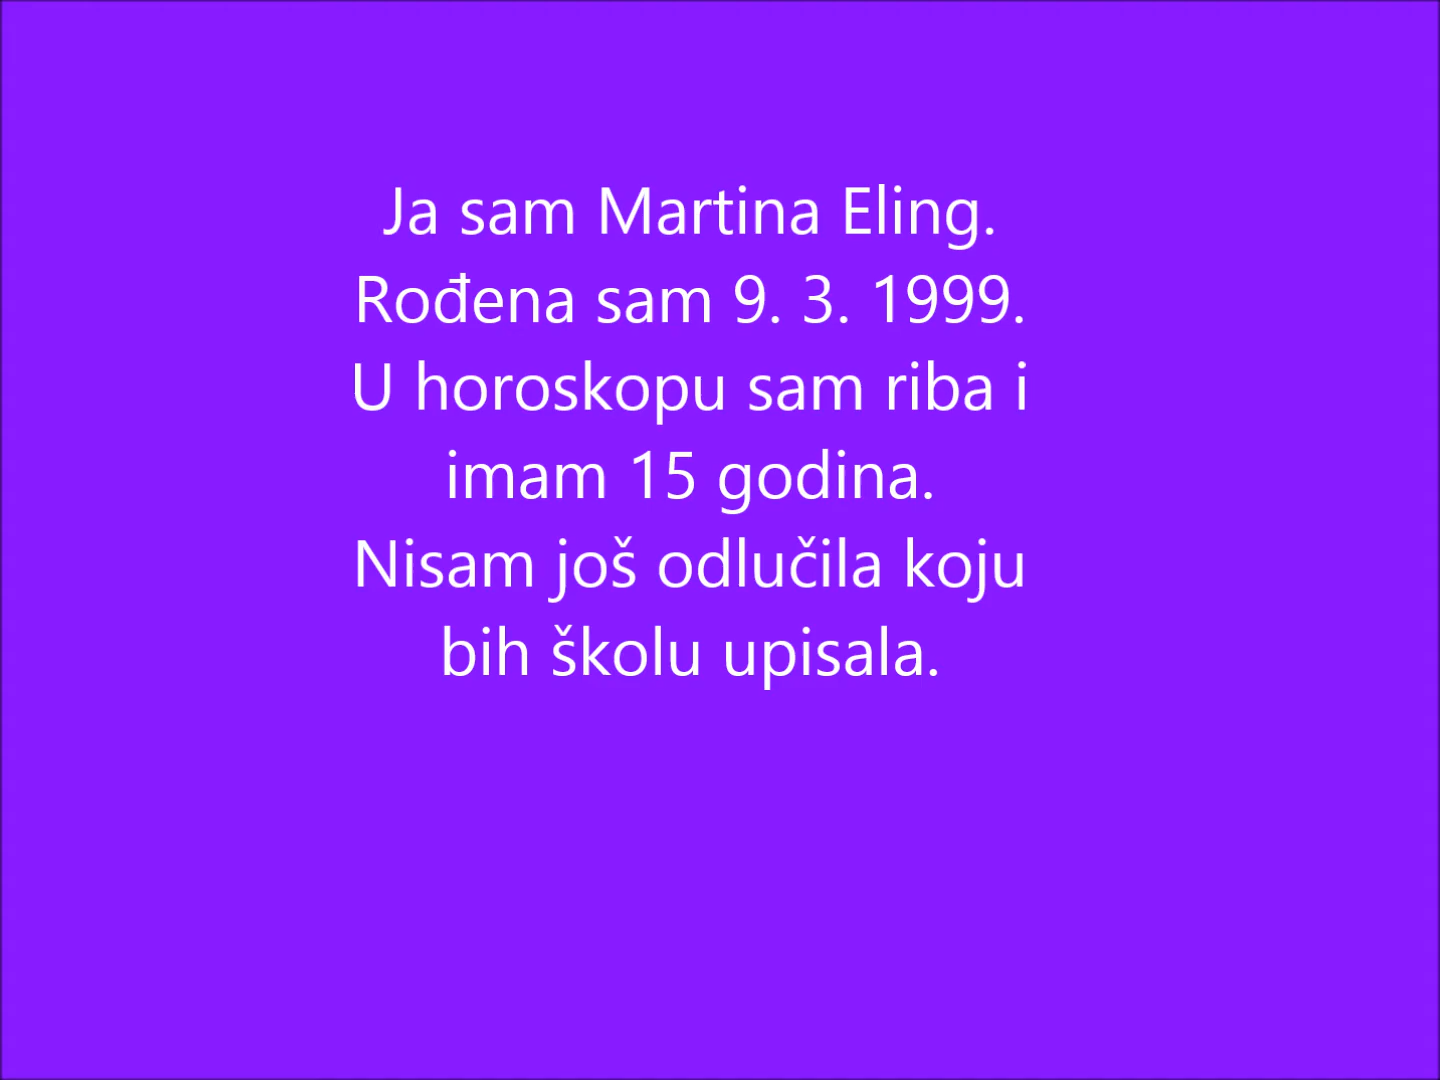 Ja sam Martina Eling.
Rođena sam 9. 3. 1999.
U horoskopu sam riba i
imam 15 godina.
Nisam još odlučila koju
bih školu upisala.